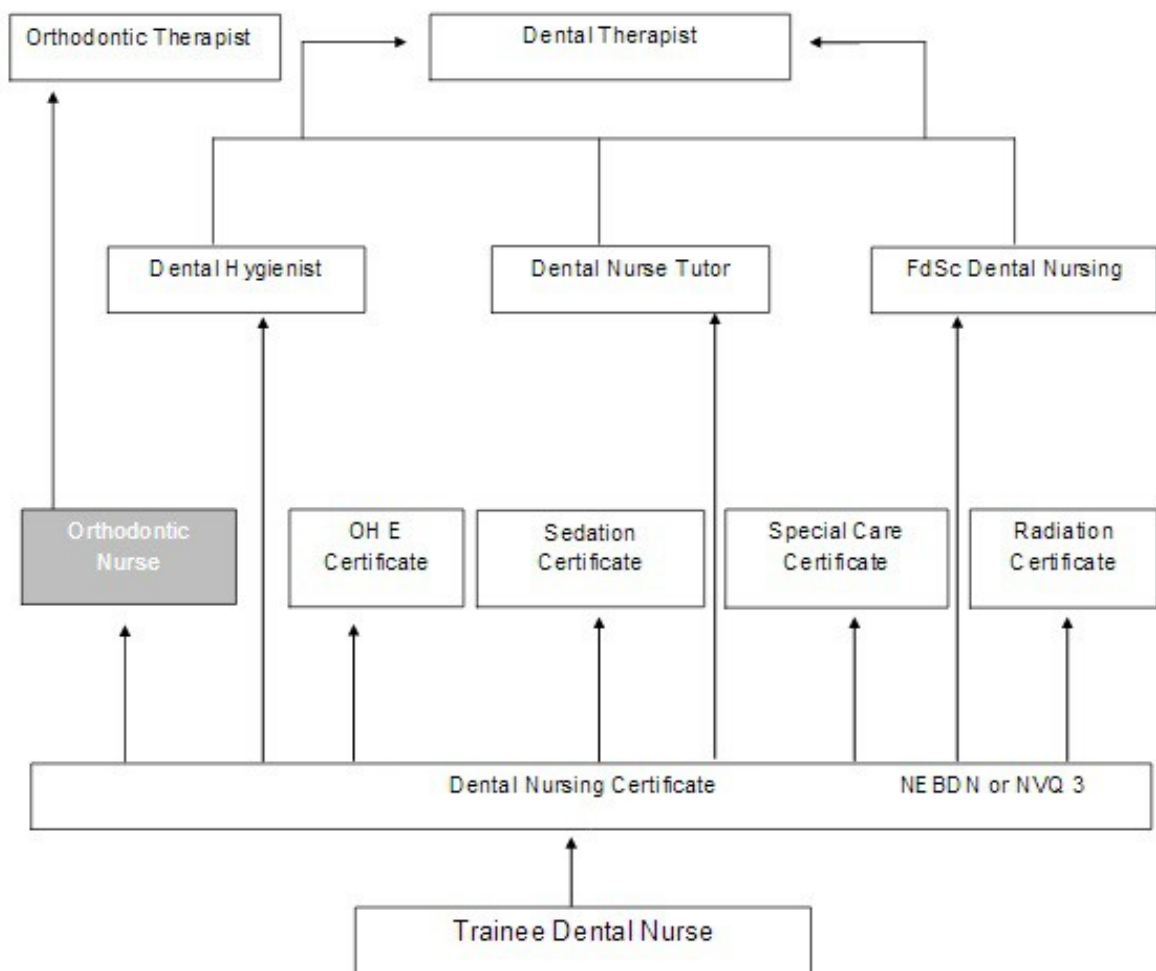 Orthodontic Therapist
Dental Therapist
Dental Hygienist
Dental Nurse Tutor
FdSc Dental Nursing
Orthodontic
Nurse
OH E
Certificate
Sedation
Certificate
Special Care
Certificate
Radiation
Certificate
Dental Nursing Certificate NEBDN or NVQ 3
Trainee Dental Nurse